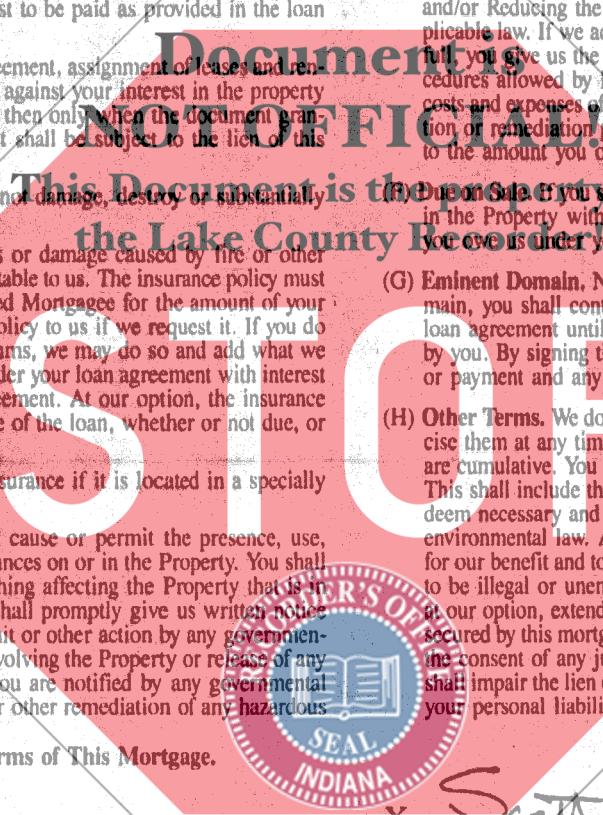 st to be paid as provided in the loan
eement, assignment of leases and ren-
against your interest in the property
then only when the document gran-
t shall be subject to the lien of this
not damage, destroy or substantially
s or damage caused by fire or other
table to us. The insurance policy must
ed Mortgagee for the amount of your
olicy to us if we request it. If you do
ums, we may do so and add what we
der your loan agreement with interest
eement. At our option, the insurance
e of the loan, whether or not due, or
surance if it is located in a specially
cause or permit the presence, use,
nces on or in the Property. You shall
hing affecting the Property that is in
hall promptly give us written notice
it or other action by any governmen-
volving the Property or release of any
ou are notified by any governmental
r other remediation of any hazardous
rms of This Mortgage.
and/or Reducing the
plicable law. If we ac
full, you give us the
cedures allowed by
costs and expenses of
tion or remediation
to the amount you o
(F) Due on Sale. If you s
in the Property with
you owe us under y
(G) Eminent Domain. N
main, you shall cont
loan agreement until
by you. By signing t
or payment and any
(H) Other Terms. We do
cise them at any tim
are cumulative. You
This shall include th
deem necessary and
environmental law. A
for our benefit and to
to be illegal or unen
at our option, extend
secured by this mortg
the consent of any ju
shall impair the lien
your personal liabili
Document is
NOT OFFICIAL!
This Document is the property
the Lake County Recorder!
STOP
RECORDER'S OFFICE
SEAL
INDIANA
X